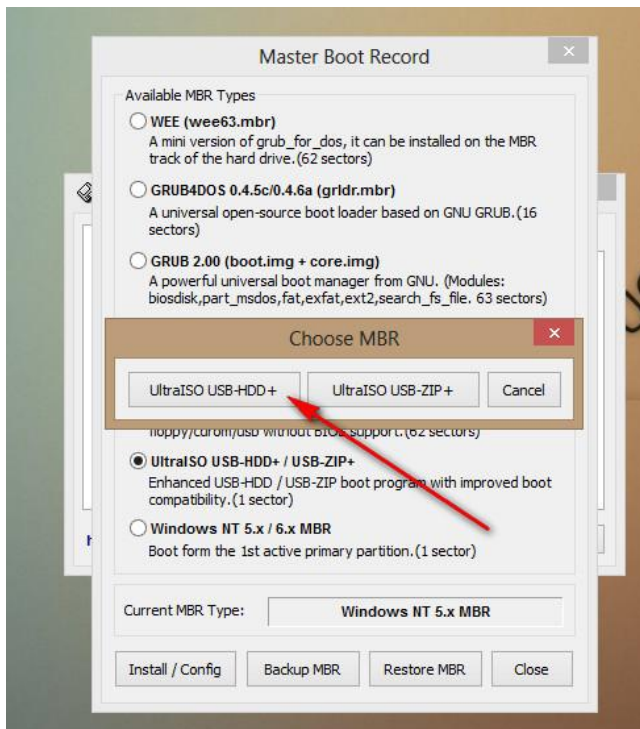 Master Boot Record
Available MBR Types
WEE (wee63.mbr)
A mini version of grub_for_dos, it can be installed on the MBR
track of the hard drive.(62 sectors)
GRUB4DOS 0.4.5c/0.4.6a (grldr.mbr)
A universal open-source boot loader based on GNU GRUB.(16
sectors)
GRUB 2.00 (boot.img + core.img)
A powerful universal boot manager from GNU. (Modules:
biosdisk,part_msdos,fat,exfat,ext2,search_fs_file. 63 sectors)
Choose MBR
UltraISO USB-HDD+ UltraISO USB-ZIP+ Cancel
floppy/cdrom/usb without BIOS support.(62 sectors)
UltraISO USB-HDD+ / USB-ZIP+
Enhanced USB-HDD / USB-ZIP boot program with improved boot
compatibility.(1 sector)
Windows NT 5.x / 6.x MBR
Boot form the 1st active primary partition.(1 sector)
Current MBR Type: Windows NT 5.x MBR
Install / Config Backup MBR Restore MBR Close